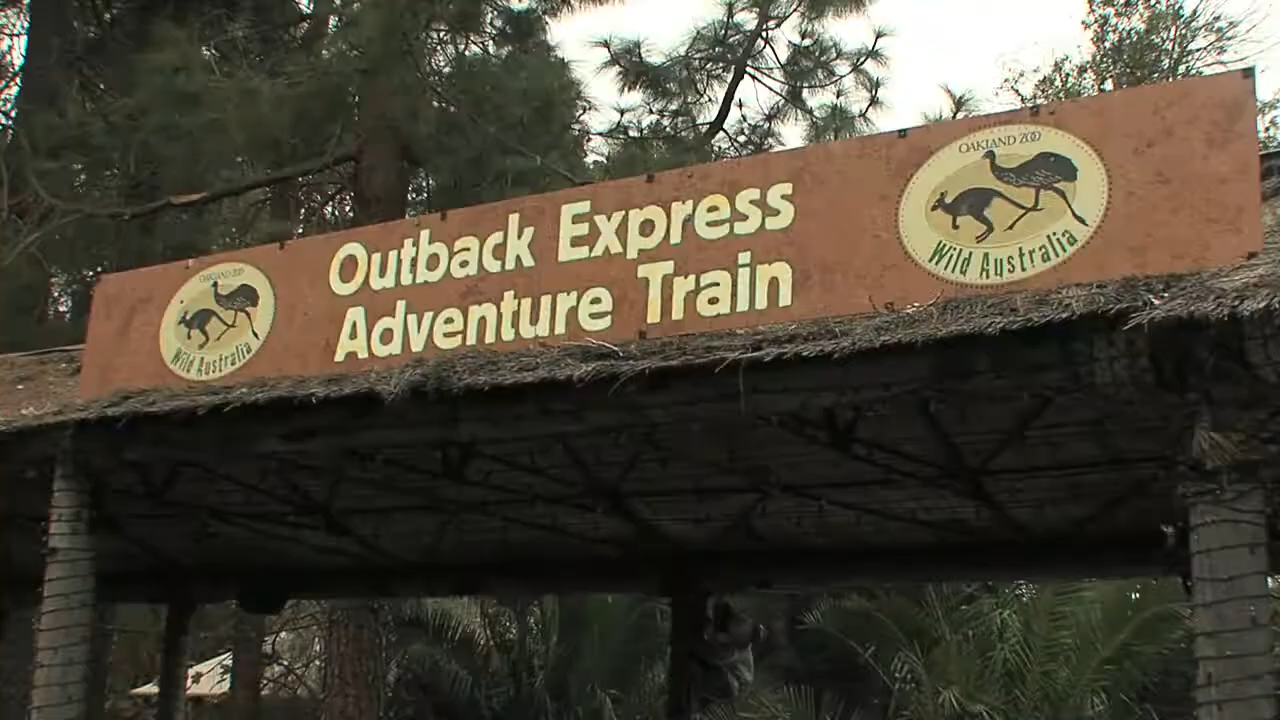 OAKLAND ZOO
Wild Australia
Outback Express
Adventure Train
OAKLAND ZOO
Wild Australia